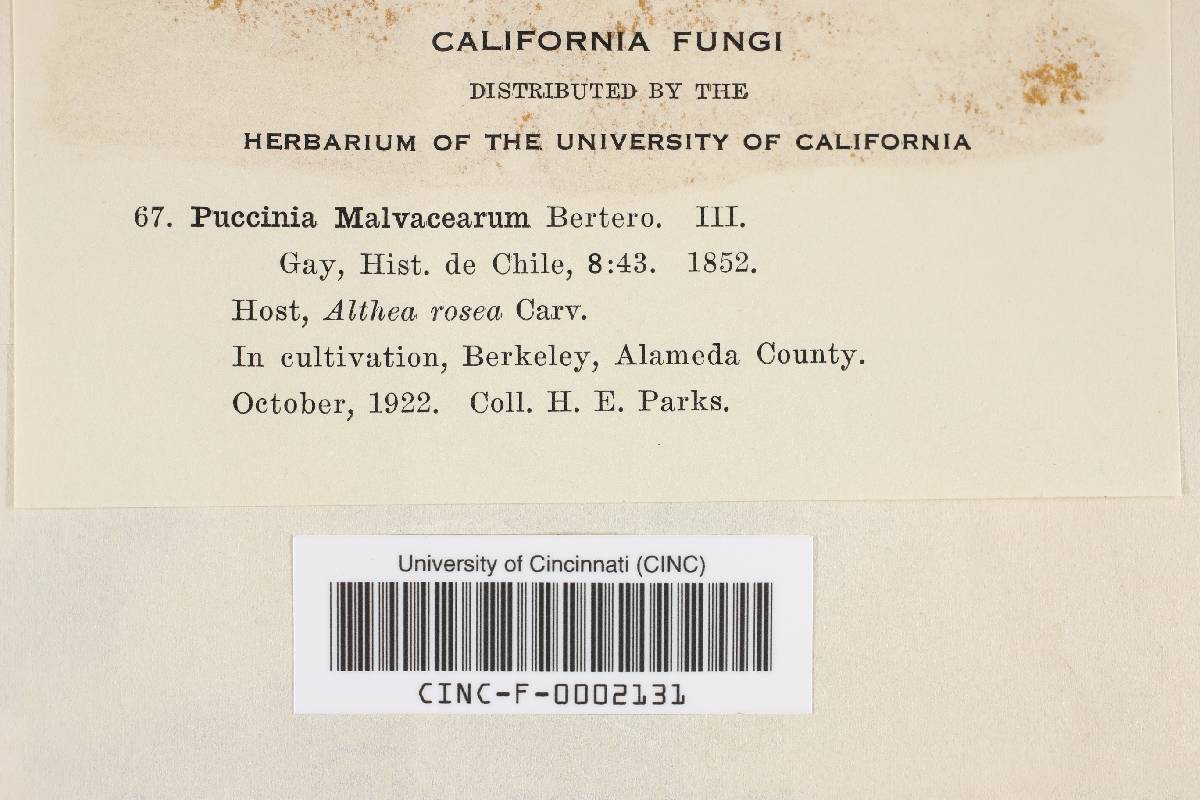 CALIFORNIA FUNGI
DISTRIBUTED BY THE
HERBARIUM OF THE UNIVERSITY OF CALIFORNIA
67. Puccinia Malvacearum Bertero. III.
Gay, Hist. de Chile, 8:43. 1852.
Host, Althea rosea Carv.
In cultivation, Berkeley, Alameda County.
October, 1922. Coll. H. E. Parks.
University of Cincinnati (CINC)
CINC-F-0002131